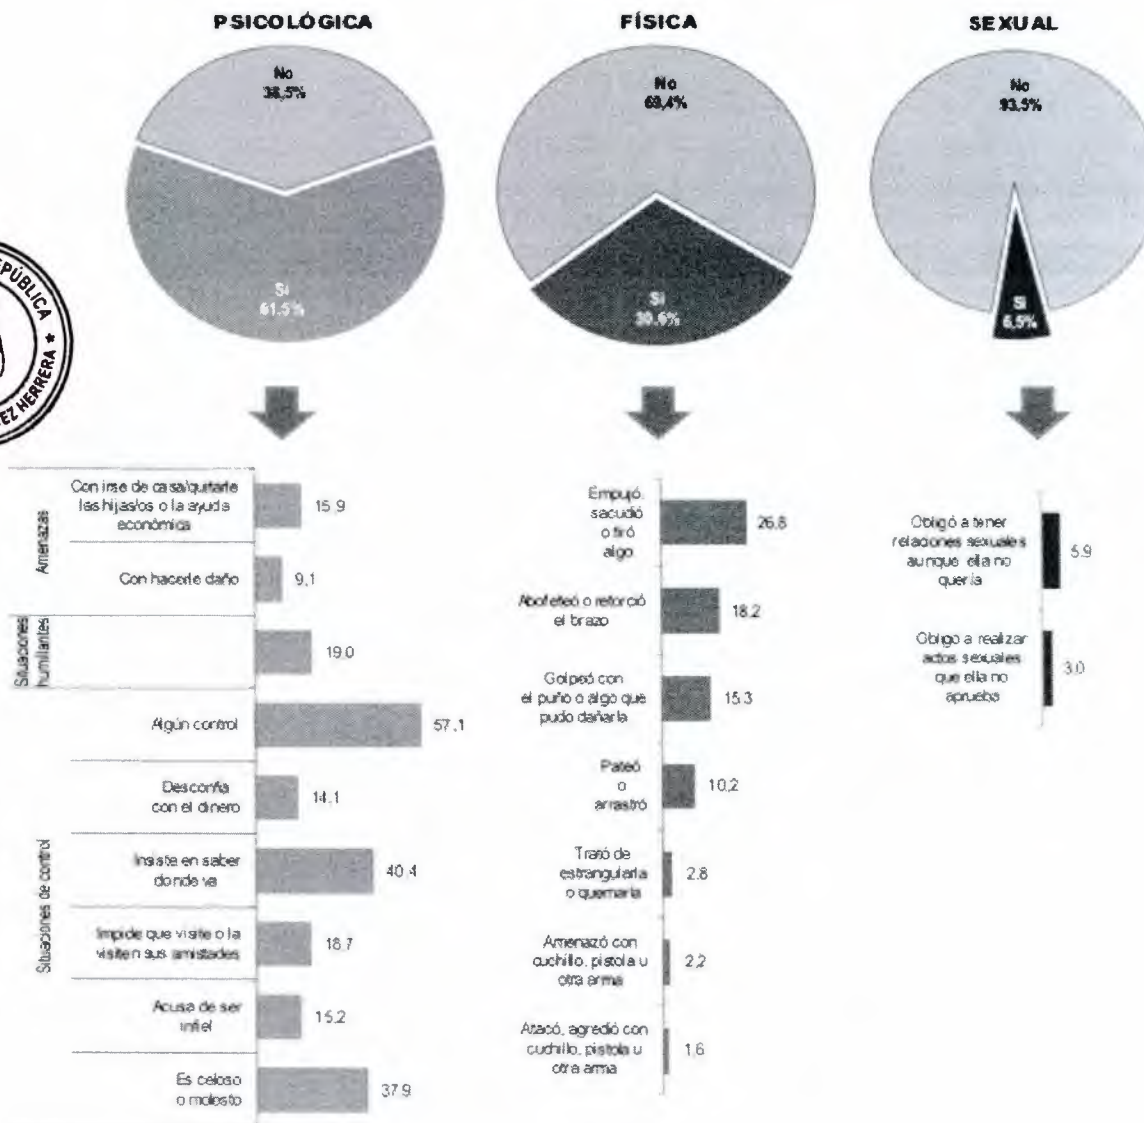 PSICOLÓGICA
No
38,5%
Si
61.5%
FÍSICA
No
69,4%
Si
30.6%
SEXUAL
No
93,5%
Si
6,5%
EPÚBLICA
EZ HERRERA *
Amenazas
Con irse de casa/quitarle
las hijas/os o la ayuda
económica
15,9
Con hacerle daño
9,1
Situaciones
humillantes
19,0
Situaciones de control
Algún control
57,1
Desconfía
con el dinero
14,1
Insiste en saber
donde va
40,4
Impide que visite o la
visiten sus amistades
18,7
Acusa de ser
infiel
15,2
Es celoso
o molesto
37,9
Empujó,
sacudió
o tiró
algo
26,8
Abofeteó o retorció
el brazo
18,2
Golpeó con
el puño o algo que
pudo dañarla
15,3
Pateó
o
arrastró
10,2
Trató de
estrangularla
o quemarla
2,8
Amenazó con
cuchillo, pistola u
otra arma
2,2
Atacó, agredió con
cuchillo, pistola u
otra arma
1,6
Obligó a tener
relaciones sexuales
aunque ella no
quería
5,9
Obligó a realizar
actos sexuales
que ella no
aprueba
3,0